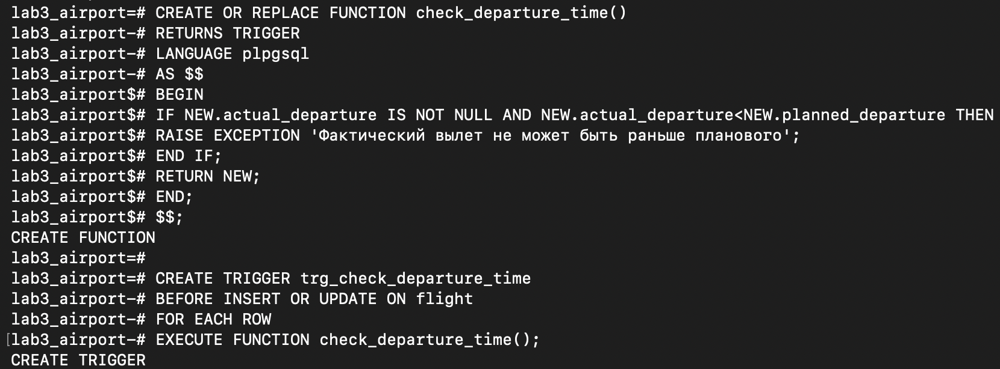 lab3_airport=# CREATE OR REPLACE FUNCTION check_departure_time()
lab3_airport-# RETURNS TRIGGER
lab3_airport-# LANGUAGE plpgsql
lab3_airport-# AS $$
lab3_airport$# BEGIN
lab3_airport$# IF NEW.actual_departure IS NOT NULL AND NEW.actual_departure<NEW.planned_departure THEN
lab3_airport$# RAISE EXCEPTION 'Фактический вылет не может быть раньше планового';
lab3_airport$# END IF;
lab3_airport$# RETURN NEW;
lab3_airport$# END;
lab3_airport$# $$;
CREATE FUNCTION
lab3_airport=#
lab3_airport=# CREATE TRIGGER trg_check_departure_time
lab3_airport-# BEFORE INSERT OR UPDATE ON flight
lab3_airport-# FOR EACH ROW
[lab3_airport-# EXECUTE FUNCTION check_departure_time();
CREATE TRIGGER